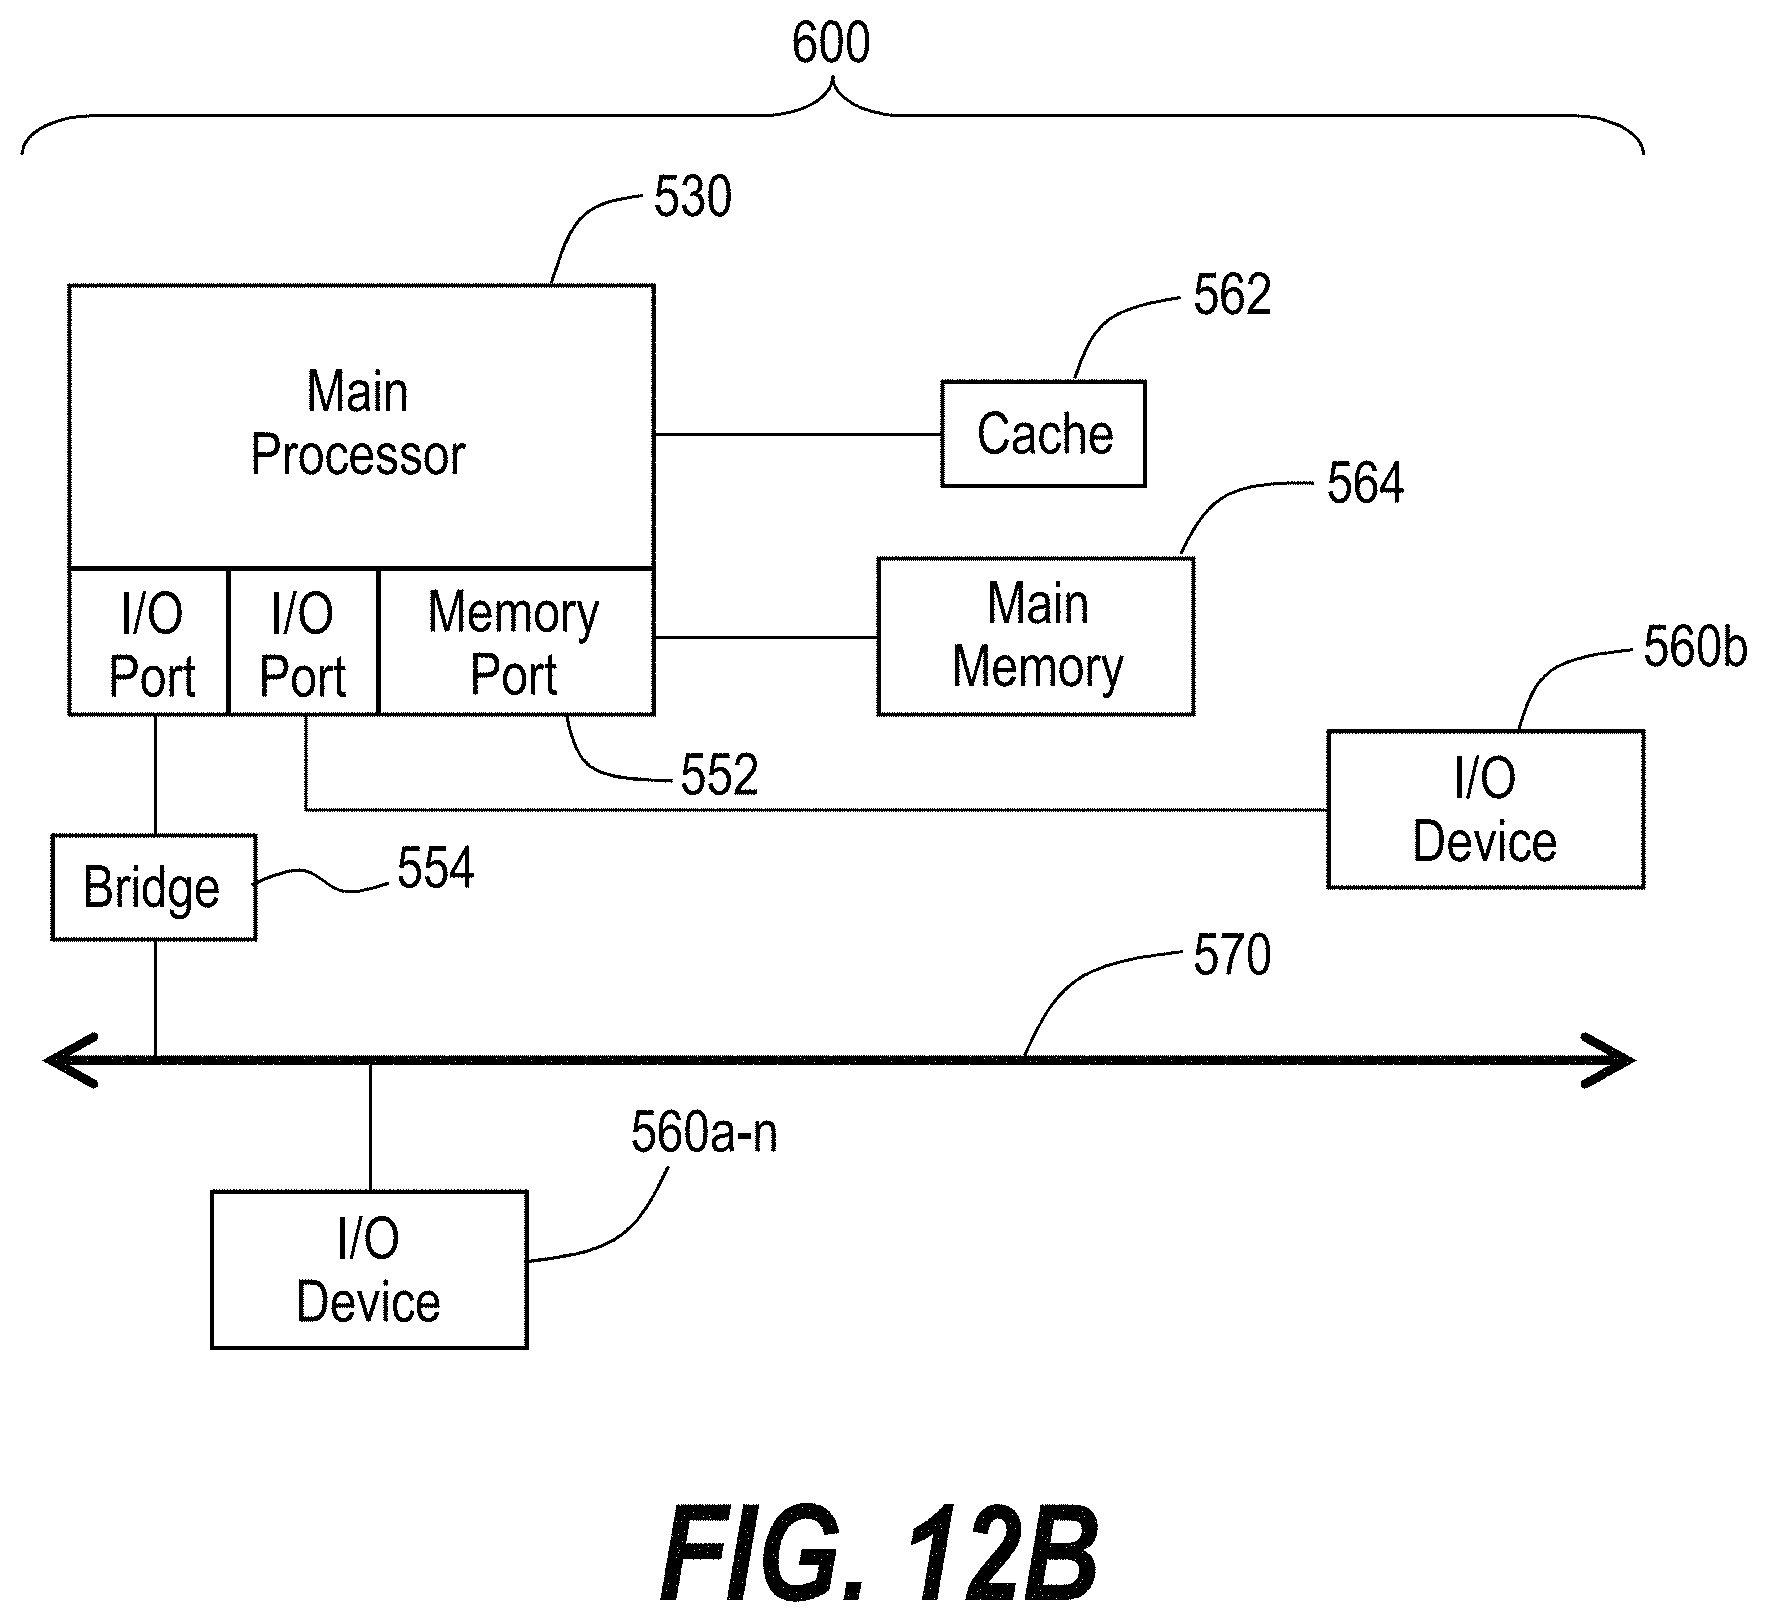 600
530
562
Main
Processor
Cache
564
I/O
Port
I/O
Port
Memory
Port
Main
Memory
560b
552
I/O
Device
Bridge
554
570
560a-n
I/O
Device
FIG. 12B